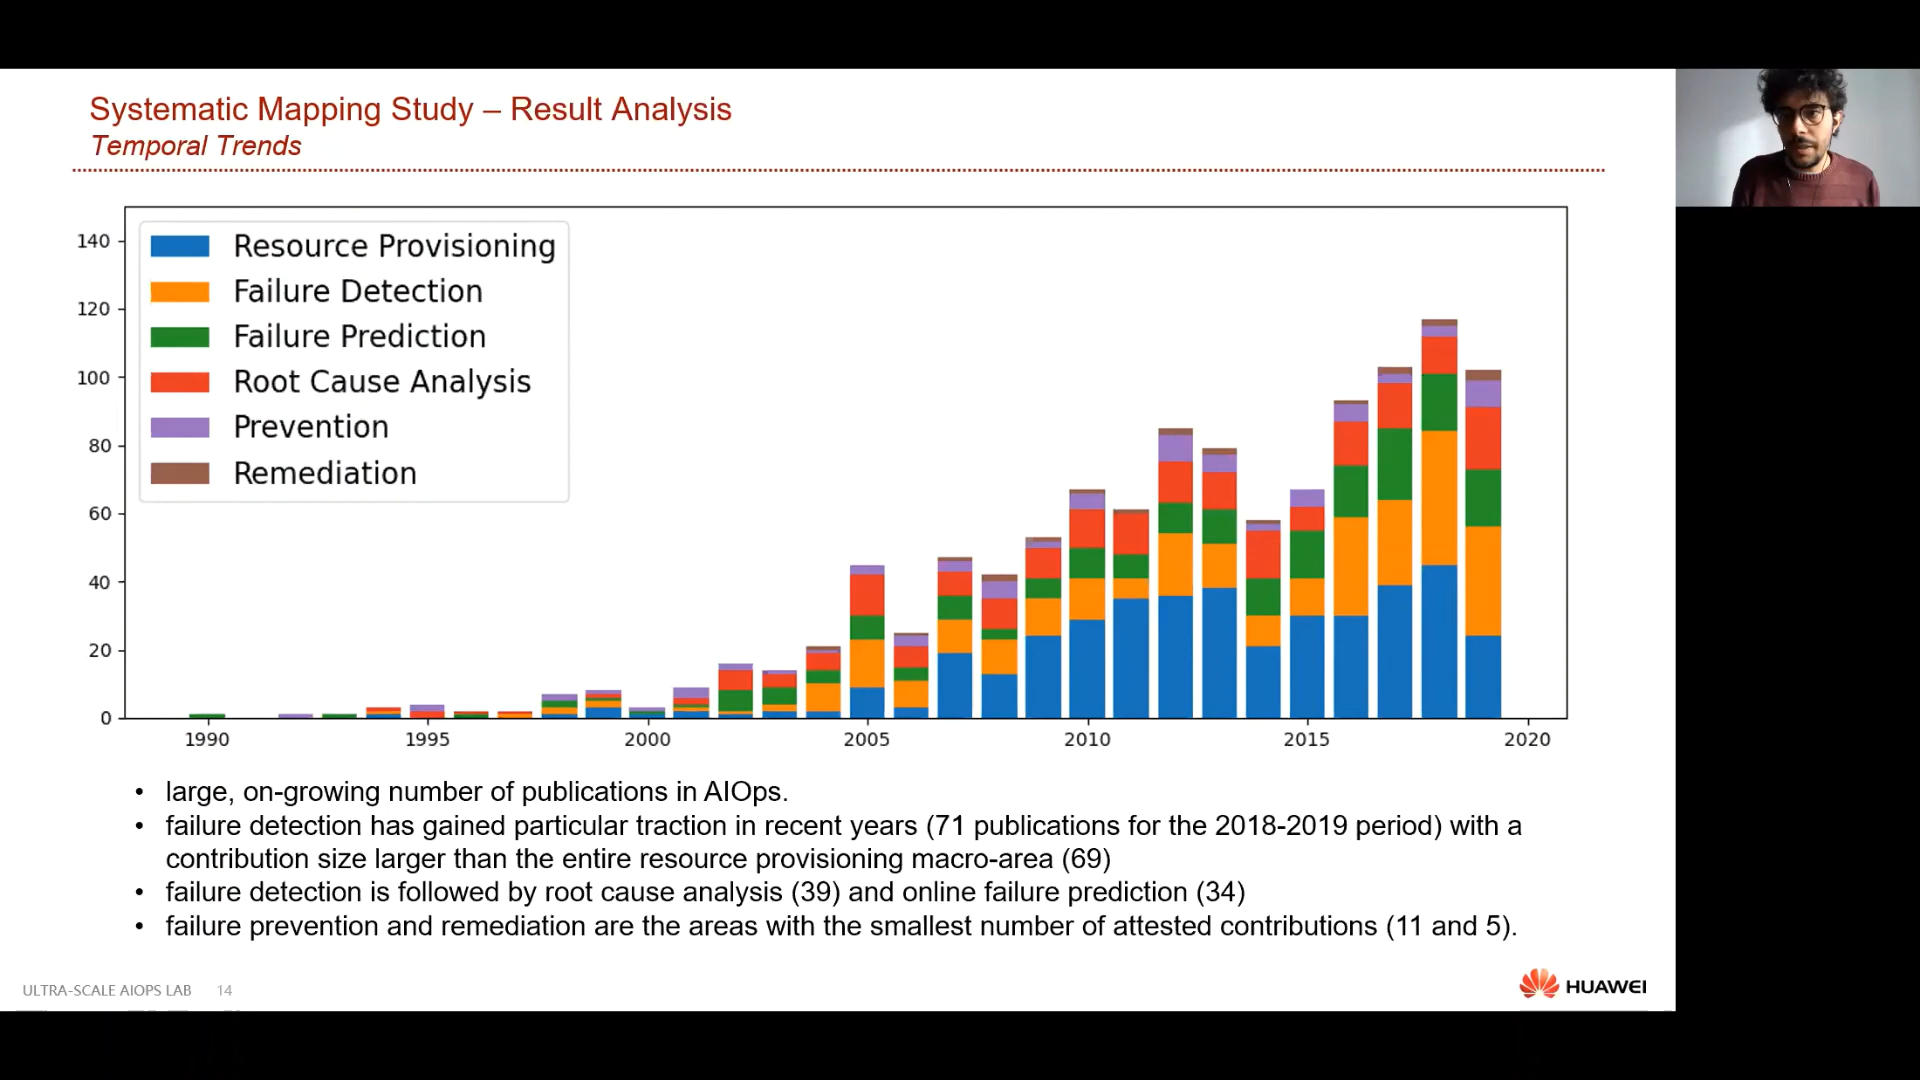 Systematic Mapping Study – Result Analysis
Temporal Trends
140
120
100
80
60
40
20
0
Resource Provisioning
Failure Detection
Failure Prediction
Root Cause Analysis
Prevention
Remediation
1990 1995 2000 2005 2010 2015 2020
• large, on-growing number of publications in AIOps.
• failure detection has gained particular traction in recent years (71 publications for the 2018-2019 period) with a
contribution size larger than the entire resource provisioning macro-area (69)
• failure detection is followed by root cause analysis (39) and online failure prediction (34)
• failure prevention and remediation are the areas with the smallest number of attested contributions (11 and 5).
ULTRA-SCALE AIOPS LAB 14
HUAWEI